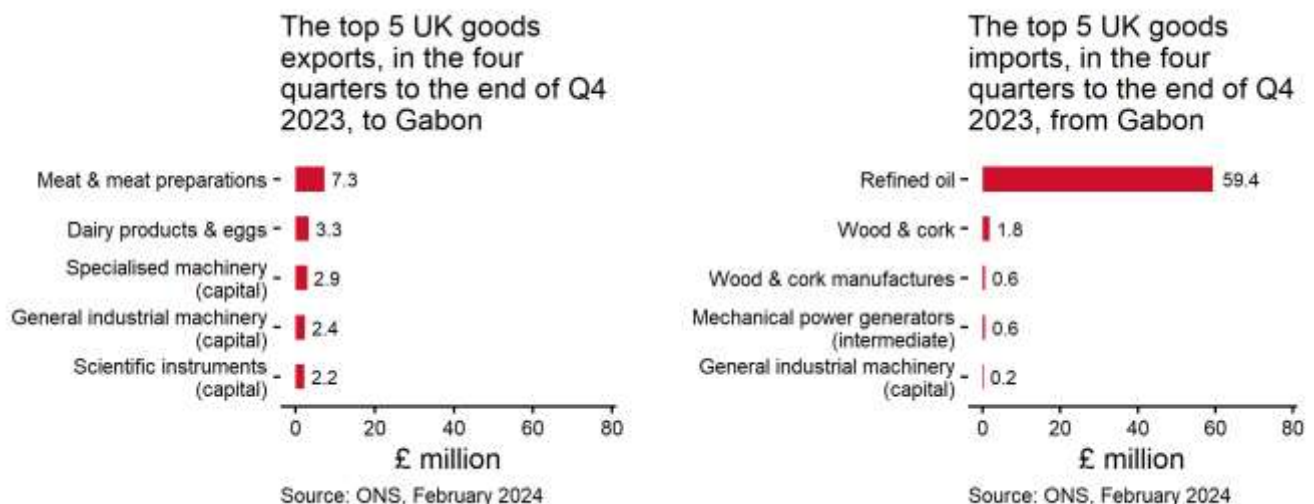 The top 5 UK goods
exports, in the four
quarters to the end of Q4
2023, to Gabon
Meat & meat preparations
7.3
Dairy products & eggs
3.3
Specialised machinery
(capital)
2.9
General industrial machinery
(capital)
2.4
Scientific instruments
(capital)
2.2
0 20 40 60 80
£ million
Source: ONS, February 2024
The top 5 UK goods
imports, in the four
quarters to the end of Q4
2023, from Gabon
Refined oil
59.4
Wood & cork
1.8
Wood & cork manufactures
0.6
Mechanical power generators
(intermediate)
0.6
General industrial machinery
(capital)
0.2
0 20 40 60 80
£ million
Source: ONS, February 2024